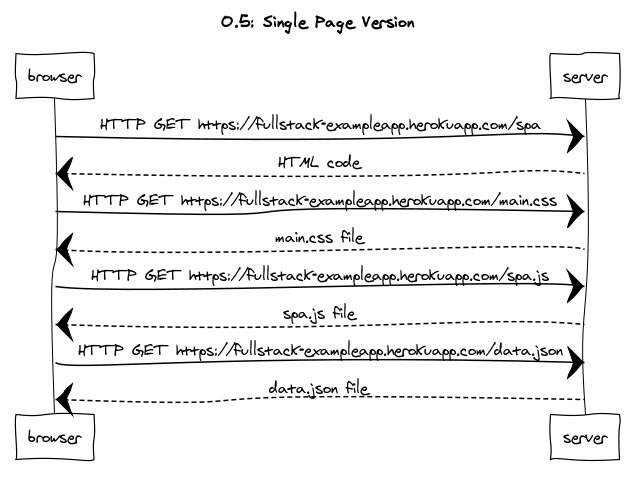 0.5: Single Page Version
browser
server
HTTP GET https://fullstack-exampleapp.herokuapp.com/spa
HTML code
HTTP GET https://fullstack-exampleapp.herokuapp.com/main.css
main.css file
HTTP GET https://fullstack-exampleapp.herokuapp.com/spa.js
spa.js file
HTTP GET https://fullstack-exampleapp.herokuapp.com/data.json
data.json file
browser
server